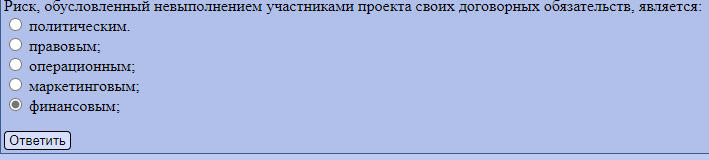 Риск, обусловленный невыполнением участниками проекта своих договорных обязательств, является:
политическим.
правовым;
операционным;
маркетинговым;
финансовым;
Ответить